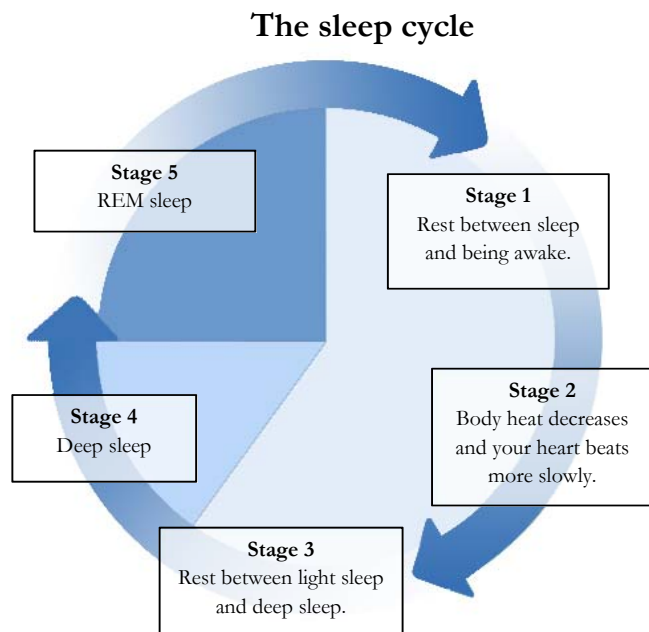 The sleep cycle
Stage 1
Rest between sleep
and being awake.
Stage 2
Body heat decreases
and your heart beats
more slowly.
Stage 3
Rest between light sleep
and deep sleep.
Stage 4
Deep sleep
Stage 5
REM sleep